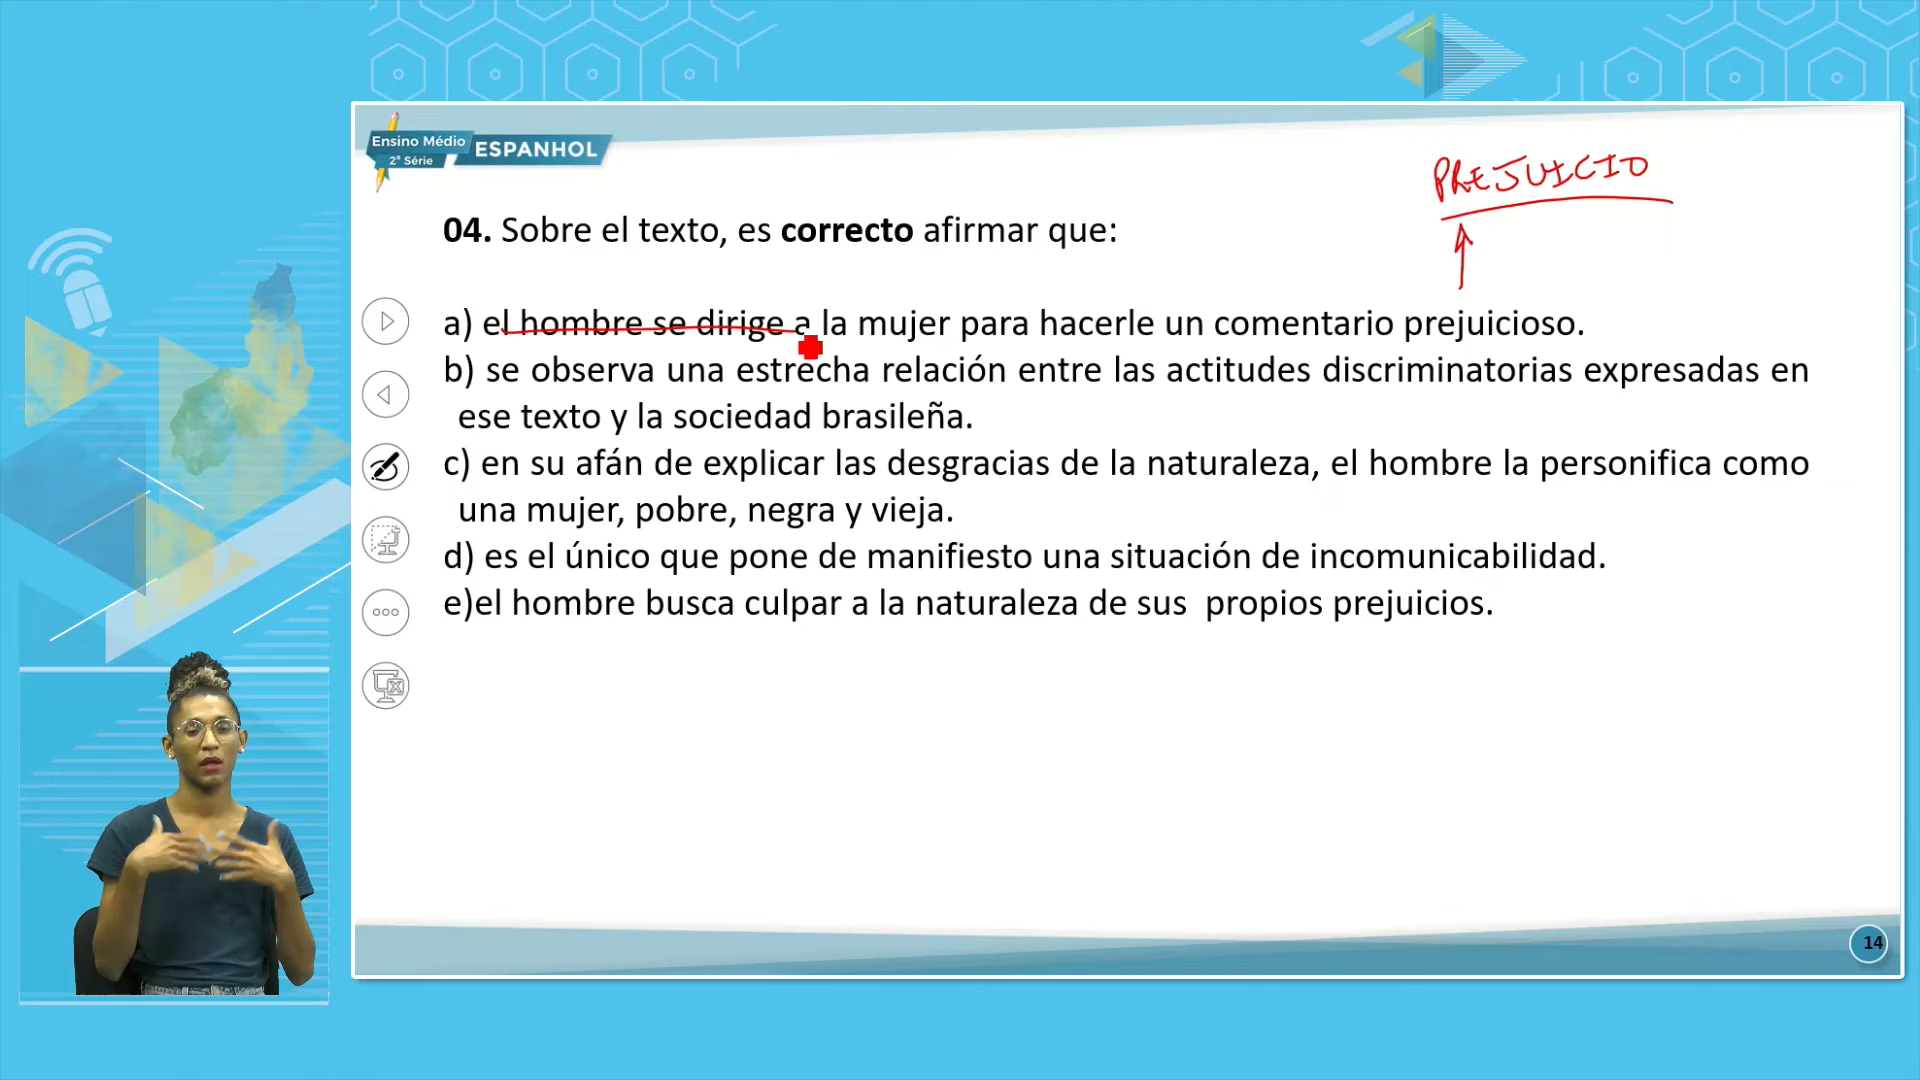 Ensino Médio
2ª Série
ESPANHOL
PREJUICIO
04. Sobre el texto, es correcto afirmar que:
a) el hombre se dirige a la mujer para hacerle un comentario prejuicioso.
b) se observa una estrecha relación entre las actitudes discriminatorias expresadas en
ese texto y la sociedad brasileña.
c) en su afán de explicar las desgracias de la naturaleza, el hombre la personifica como
una mujer, pobre, negra y vieja.
d) es el único que pone de manifiesto una situación de incomunicabilidad.
e)el hombre busca culpar a la naturaleza de sus propios prejuicios.
14